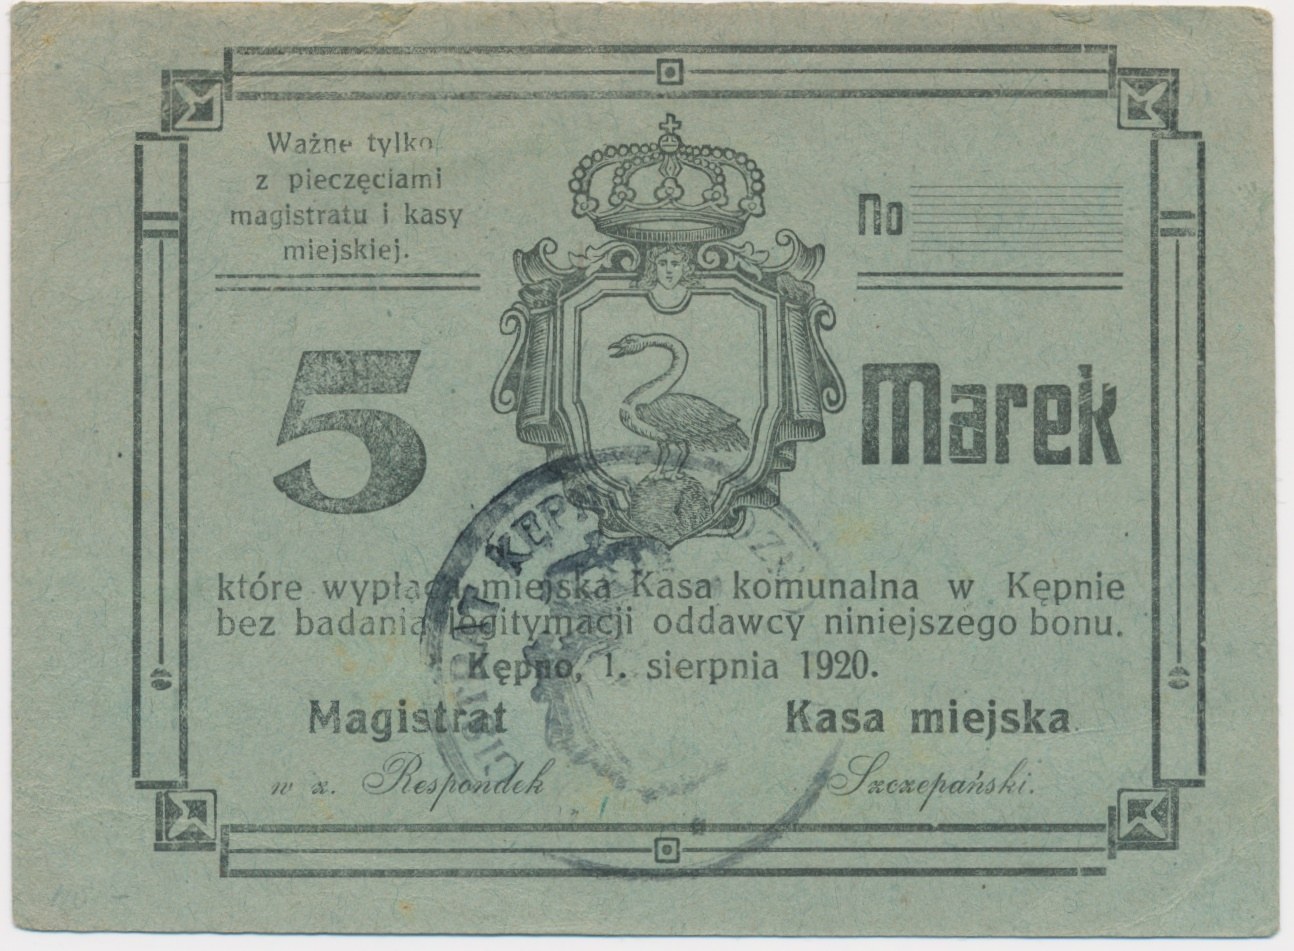 Ważne tylko
z pieczęciami
magistratu i kasy
miejskiej.
No
5 Marek
które wypłaca miejska Kasa komunalna w Kępnie
bez badania legitymacji oddawcy niniejszego bonu.
Kępno, 1. sierpnia 1920.
Magistrat Kasa miejska
w z. Respondek Szczepański.